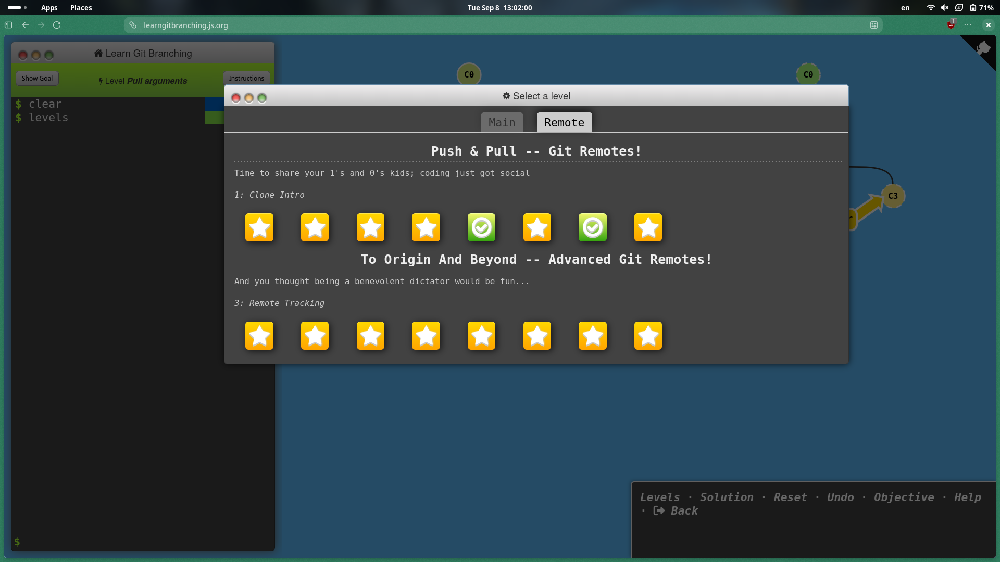 Apps Places Tue Sep 8 13:02:00 en 71%
learngitbranching.js.org 1
Learn Git Branching
Show Goal Level Pull arguments Instructions
$ clear
$ levels
$
C0 C0
C3
Select a level
Main Remote
Push & Pull -- Git Remotes!
Time to share your 1's and 0's kids; coding just got social
1: Clone Intro
To Origin And Beyond -- Advanced Git Remotes!
And you thought being a benevolent dictator would be fun...
3: Remote Tracking
Levels · Solution · Reset · Undo · Objective · Help
· Back